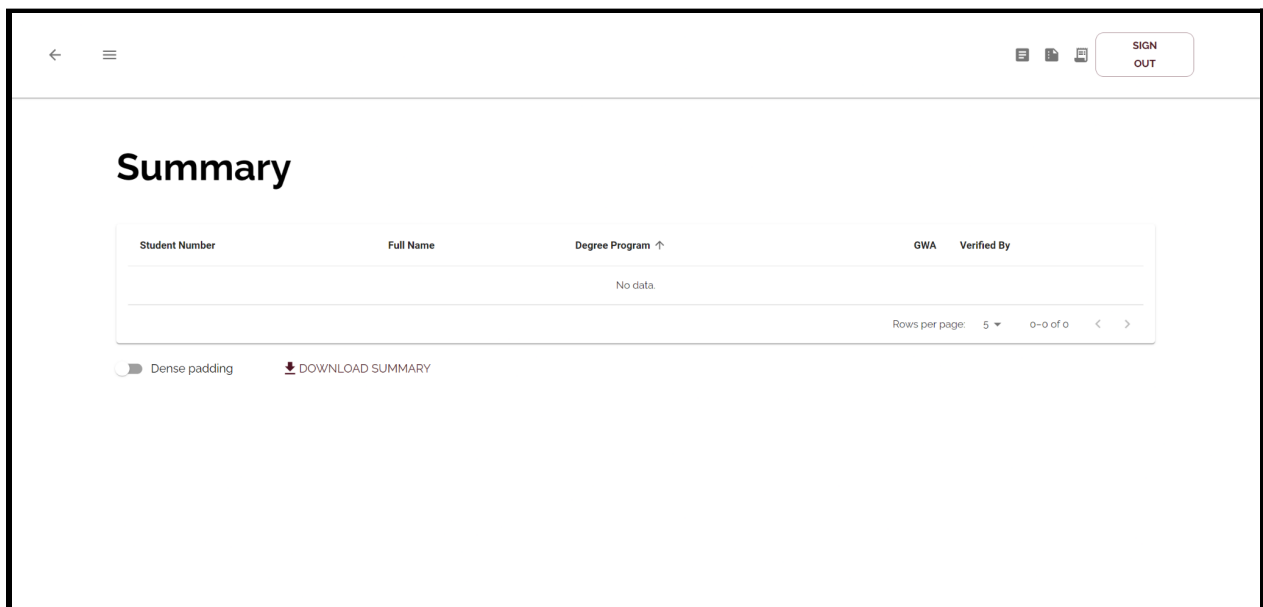 SIGN
OUT
Summary
Student Number Full Name Degree Program GWA Verified By
No data.
Rows per page: 5 0-0 of 0
Dense padding DOWNLOAD SUMMARY